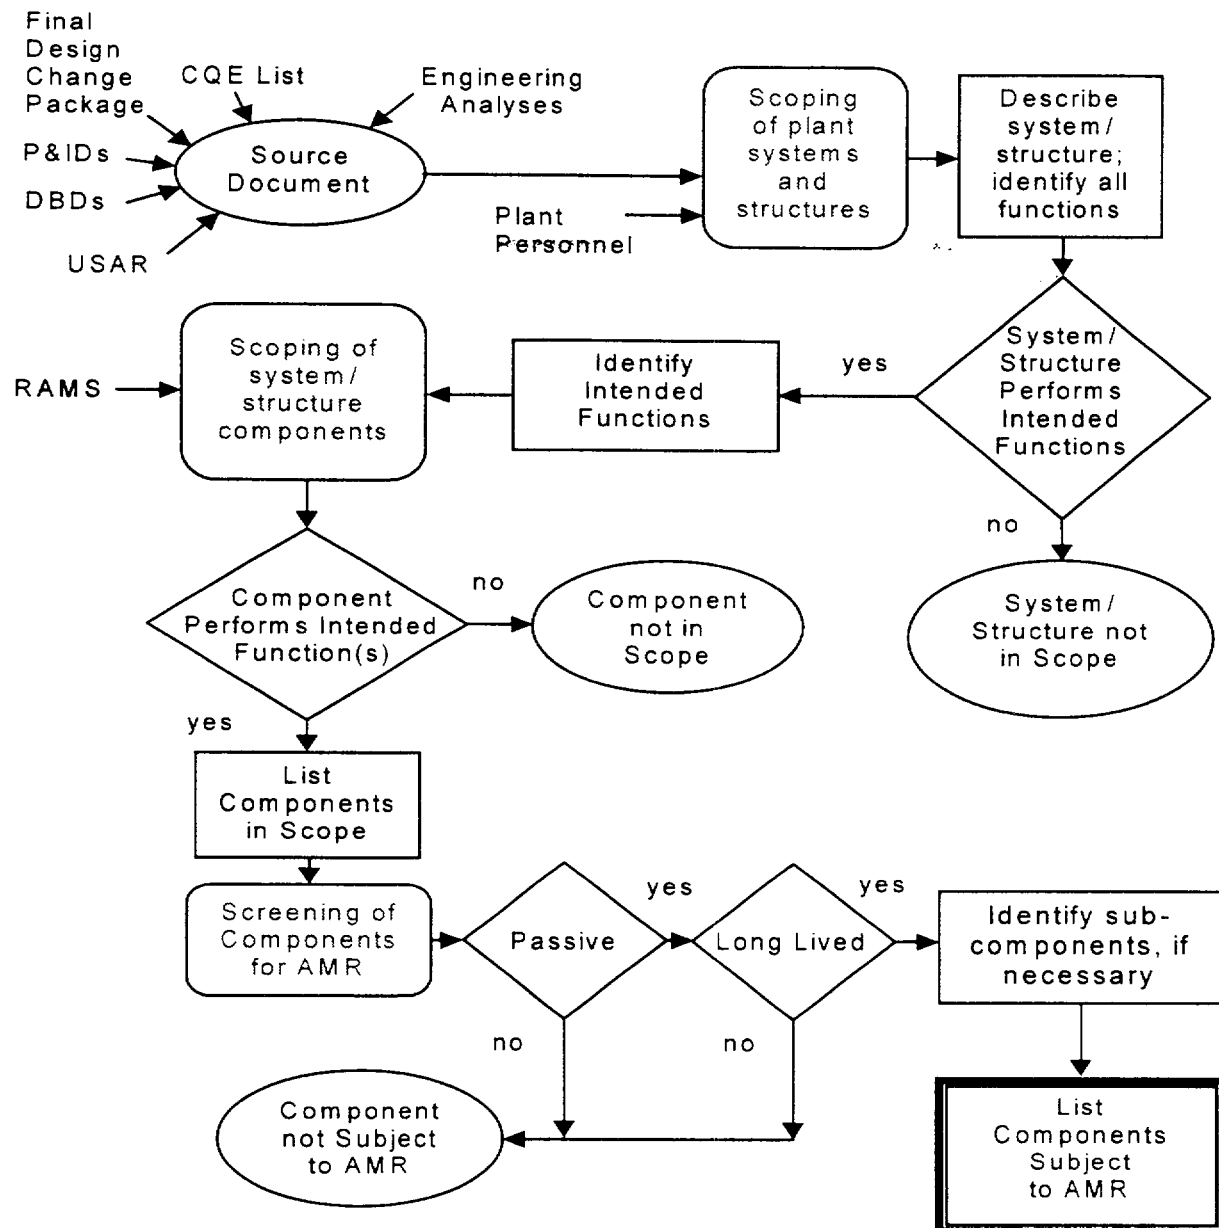 Final
Design
Change
Package
CQE List
Engineering
Analyses
P&IDs
DBDs
USAR
Source
Document
Plant
Personnel
Scoping
of plant
systems
and
structures
Describe
system/
structure;
identify all
functions
System/
Structure
Performs
Intended
Functions
yes
no
Identify
Intended
Functions
Scoping of
system/
structure
components
RAMS
System/
Structure not
in Scope
Component
Performs Intended
Function(s)
no
Component
not in
Scope
yes
List
Components
in Scope
Screening of
Components
for AMR
Passive
yes
Long Lived
yes
Identify sub-
components, if
necessary
no
no
Component
not Subject
to AMR
List
Components
Subject
to AMR